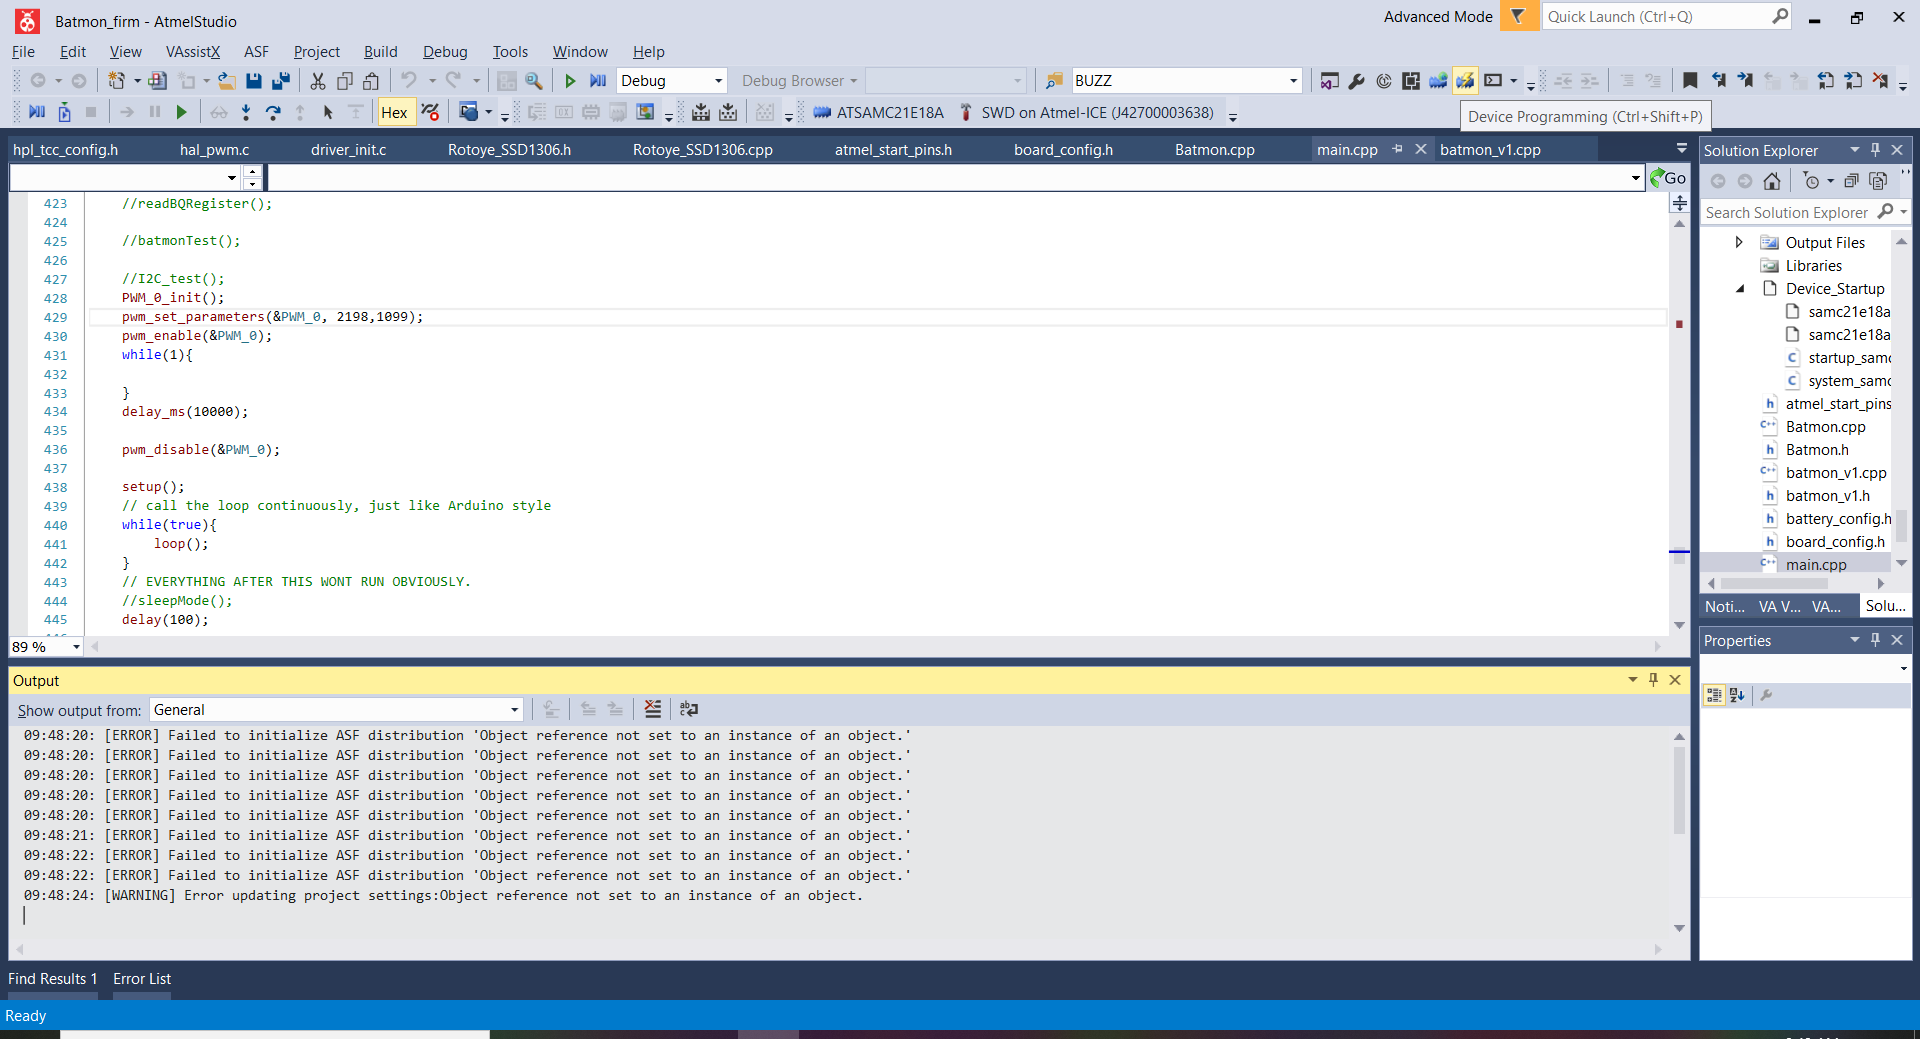 Batmon_firm - AtmelStudio
Advanced Mode
Quick Launch (Ctrl+Q)
File Edit View VAssistX ASF Project Build Debug Tools Window Help
Debug Debug Browser BUZZ
Hex ATSAMC21E18A SWD on Atmel-ICE (J42700003638)
Device Programming (Ctrl+Shift+P)
hpl_tcc_config.h hal_pwm.c driver_init.c Rotoye_SSD1306.h Rotoye_SSD1306.cpp atmel_start_pins.h board_config.h Batmon.cpp main.cpp batmon_v1.cpp
Go
423 //readBQRegister();
424
425 //batmonTest();
426
427 //I2C_test();
428 PWM_0_init();
429 pwm_set_parameters(&PWM_0, 2198,1099);
430 pwm_enable(&PWM_0);
431 while(1){
432
433 }
434 delay_ms(10000);
435
436 pwm_disable(&PWM_0);
437
438 setup();
439 // call the loop continuously, just like Arduino style
440 while(true){
441 loop();
442 }
443 // EVERYTHING AFTER THIS WONT RUN OBVIOUSLY.
444 //sleepMode();
445 delay(100);
89 %
Solution Explorer
Search Solution Explorer
Output Files
Libraries
Device_Startup
samc21e18a
samc21e18a
startup_samc
system_samc
atmel_start_pins
Batmon.cpp
Batmon.h
batmon_v1.cpp
batmon_v1.h
battery_config.h
board_config.h
main.cpp
Noti... VA V... VA... Solu...
Properties
Output
Show output from: General
09:48:20: [ERROR] Failed to initialize ASF distribution 'Object reference not set to an instance of an object.'
09:48:20: [ERROR] Failed to initialize ASF distribution 'Object reference not set to an instance of an object.'
09:48:20: [ERROR] Failed to initialize ASF distribution 'Object reference not set to an instance of an object.'
09:48:20: [ERROR] Failed to initialize ASF distribution 'Object reference not set to an instance of an object.'
09:48:20: [ERROR] Failed to initialize ASF distribution 'Object reference not set to an instance of an object.'
09:48:21: [ERROR] Failed to initialize ASF distribution 'Object reference not set to an instance of an object.'
09:48:22: [ERROR] Failed to initialize ASF distribution 'Object reference not set to an instance of an object.'
09:48:22: [ERROR] Failed to initialize ASF distribution 'Object reference not set to an instance of an object.'
09:48:24: [WARNING] Error updating project settings:Object reference not set to an instance of an object.
Find Results 1 Error List
Ready